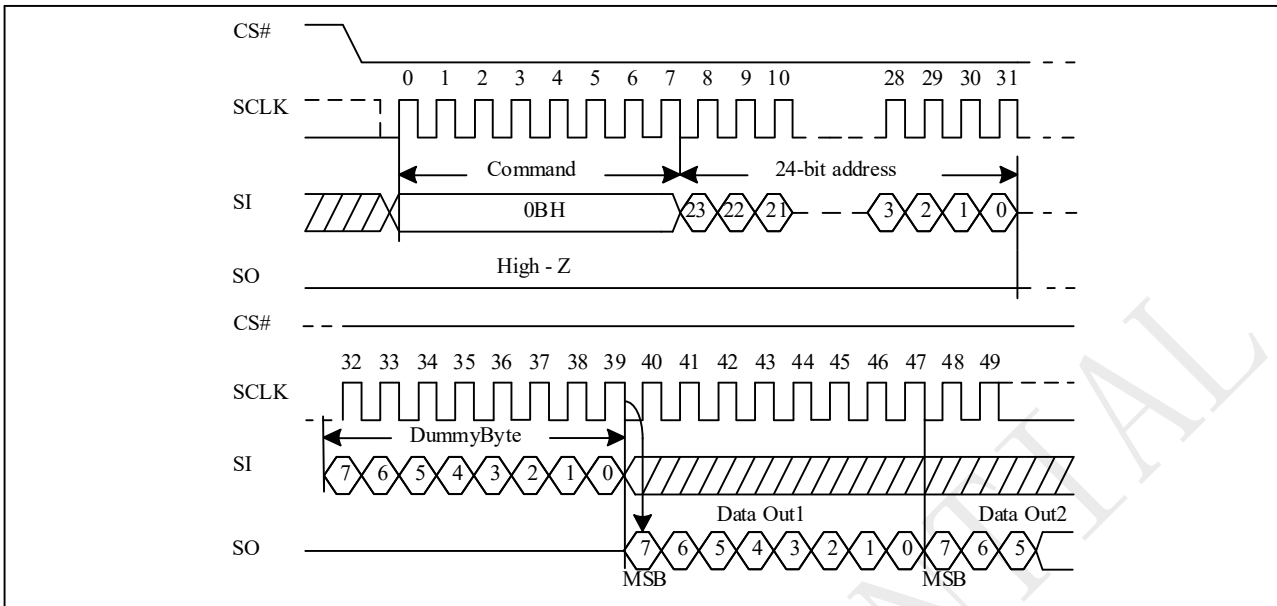 CS#
0 1 2 3 4 5 6 7 8 9 10 28 29 30 31
SCLK
Command 24-bit address
SI 0BH 23 22 21 3 2 1 0
High - Z
SO
CS#
32 33 34 35 36 37 38 39 40 41 42 43 44 45 46 47 48 49
SCLK
DummyByte
SI 7 6 5 4 3 2 1 0
Data Out1 Data Out2
SO 7 6 5 4 3 2 1 0 7 6 5
MSB MSB